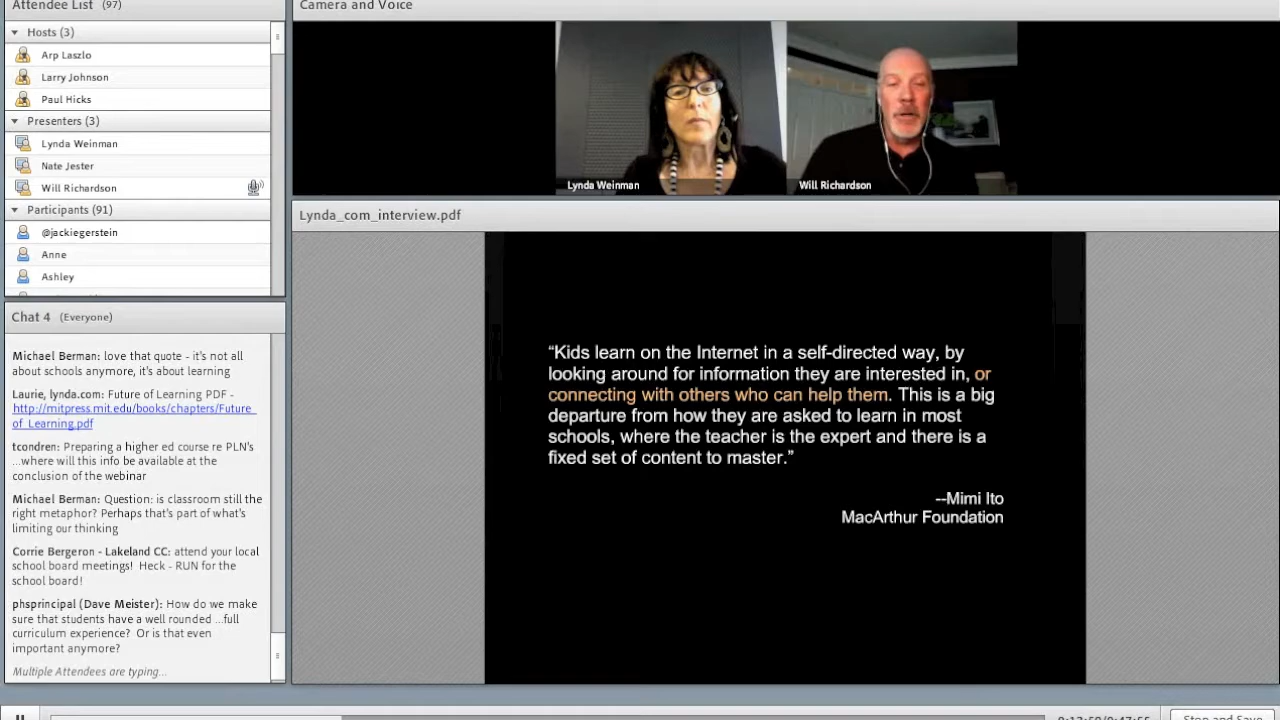 Attendee List (97)
Hosts (3)
Arp Laszlo
Larry Johnson
Paul Hicks
Presenters (3)
Lynda Weinman
Nate Jester
Will Richardson
Participants (91)
@jackiegerstein
Anne
Ashley
Chat 4 (Everyone)
Michael Berman: love that quote - it's not all
about schools anymore, it's about learning
Laurie, lynda.com: Future of Learning PDF -
http://mitpress.mit.edu/books/chapters/Future_
of_Learning.pdf
tcondren: Preparing a higher ed course re PLN's
...where will this info be available at the
conclusion of the webinar
Michael Berman: Question: is classroom still the
right metaphor? Perhaps that's part of what's
limiting our thinking
Corrie Bergeron - Lakeland CC: attend your local
school board meetings! Heck - RUN for the
school board!
phsprincipal (Dave Meister): How do we make
sure that students have a well rounded ...full
curriculum experience? Or is that even
important anymore?
Multiple Attendees are typing...
Camera and Voice
Lynda Weinman
Will Richardson
Lynda_com_interview.pdf
“Kids learn on the Internet in a self-directed way, by
looking around for information they are interested in, or
connecting with others who can help them. This is a big
departure from how they are asked to learn in most
schools, where the teacher is the expert and there is a
fixed set of content to master.”
--Mimi Ito
MacArthur Foundation
Stop and Save